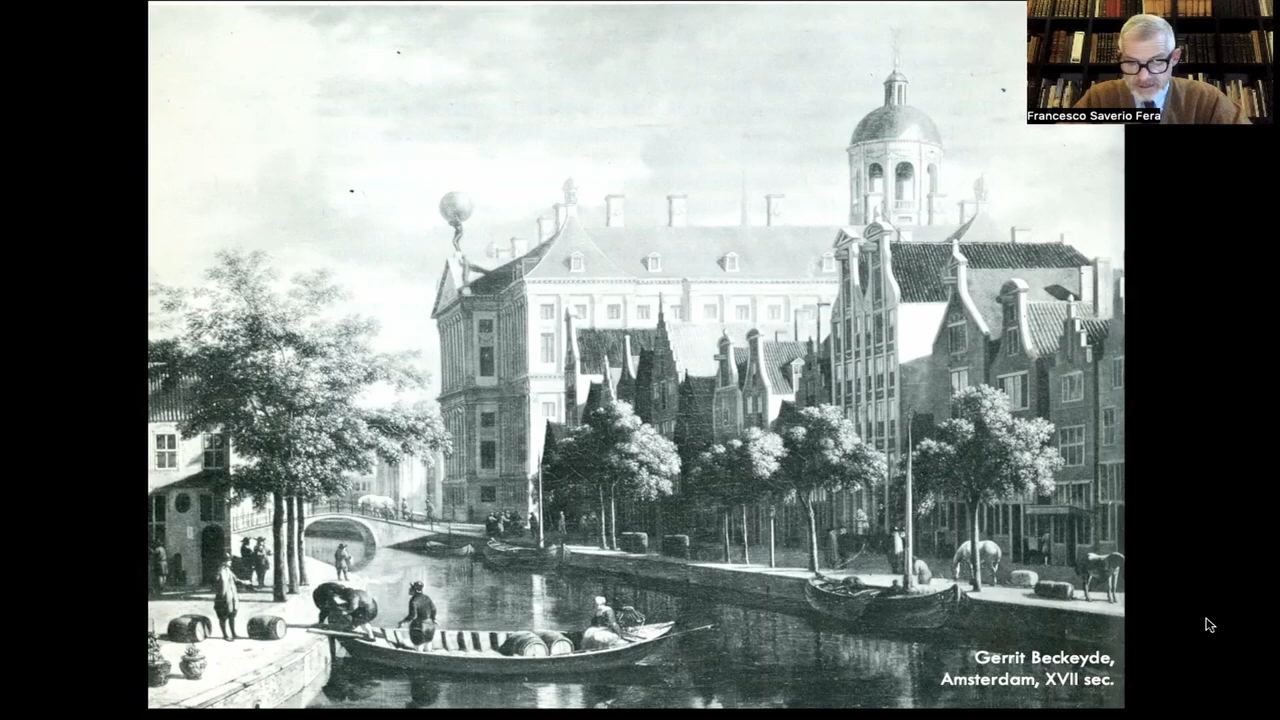 Francesco Saverio Fera
Gerrit Beckeyde,
Amsterdam, XVII sec.